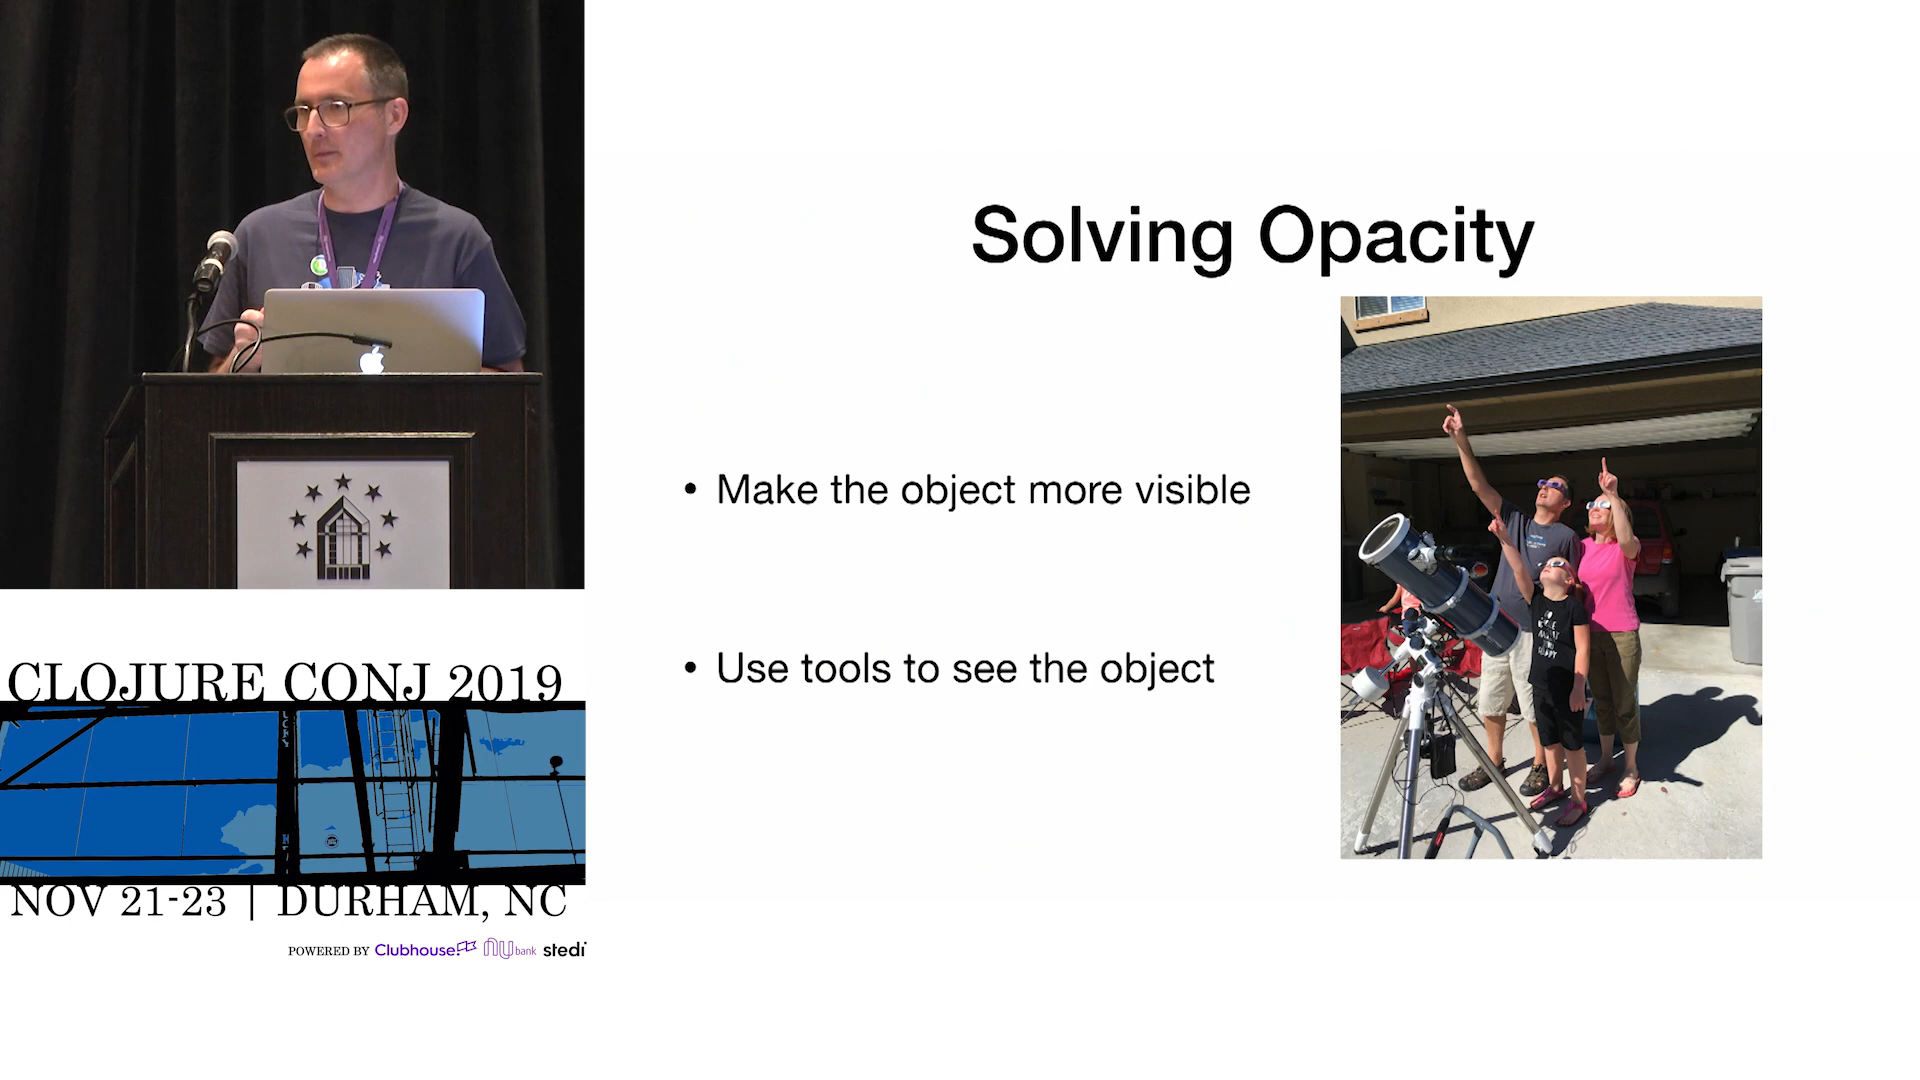 Solving Opacity
• Make the object more visible
• Use tools to see the object
CLOJURE CONJ 2019
NOV 21-23 | DURHAM, NC
POWERED BY Clubhouse nu bank stedi